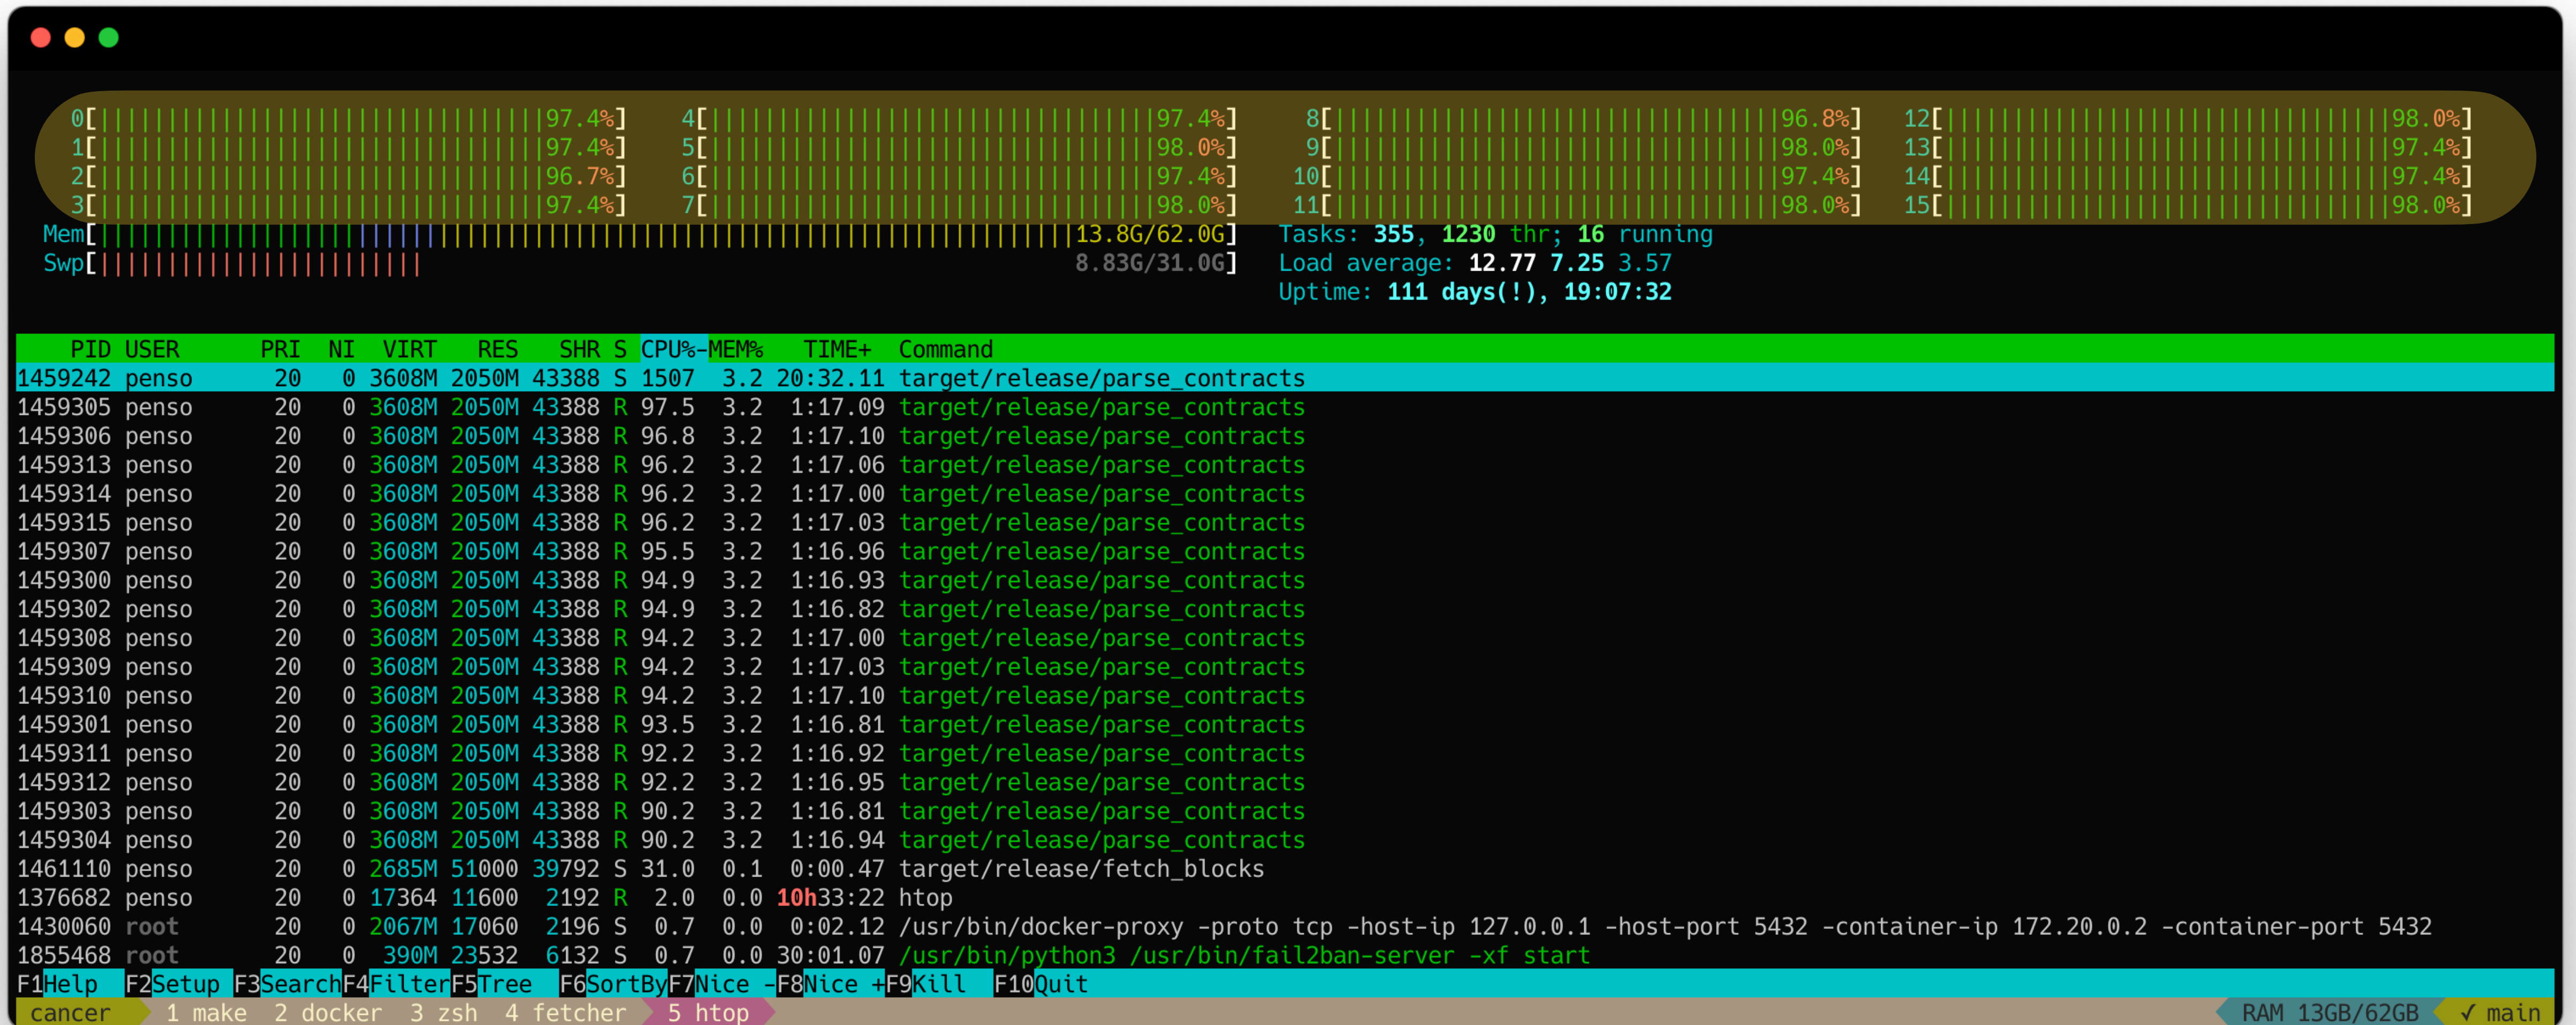 0[||||||||||||||||||||||||||||||||||97.4%] 4[||||||||||||||||||||||||||||||||||97.4%] 8[||||||||||||||||||||||||||||||||||96.8%] 12[||||||||||||||||||||||||||||||||||98.0%]
1[||||||||||||||||||||||||||||||||||97.4%] 5[||||||||||||||||||||||||||||||||||98.0%] 9[||||||||||||||||||||||||||||||||||98.0%] 13[||||||||||||||||||||||||||||||||||97.4%]
2[||||||||||||||||||||||||||||||||||96.7%] 6[||||||||||||||||||||||||||||||||||97.4%] 10[||||||||||||||||||||||||||||||||||97.4%] 14[||||||||||||||||||||||||||||||||||97.4%]
3[||||||||||||||||||||||||||||||||||97.4%] 7[||||||||||||||||||||||||||||||||||98.0%] 11[||||||||||||||||||||||||||||||||||98.0%] 15[||||||||||||||||||||||||||||||||||98.0%]
Mem[||||||||||||||||||||||||||||||||||||||||||||||||||||||||||||||||||||||||13.8G/62.0G] Tasks: 355, 1230 thr; 16 running
Swp[|||||||||||||||||||||||| 8.83G/31.0G] Load average: 12.77 7.25 3.57
Uptime: 111 days(!), 19:07:32
PID USER PRI NI VIRT RES SHR S CPU%-MEM% TIME+ Command
1459242 penso 20 0 3608M 2050M 43388 S 1507 3.2 20:32.11 target/release/parse_contracts
1459305 penso 20 0 3608M 2050M 43388 R 97.5 3.2 1:17.09 target/release/parse_contracts
1459306 penso 20 0 3608M 2050M 43388 R 96.8 3.2 1:17.10 target/release/parse_contracts
1459313 penso 20 0 3608M 2050M 43388 R 96.2 3.2 1:17.06 target/release/parse_contracts
1459314 penso 20 0 3608M 2050M 43388 R 96.2 3.2 1:17.00 target/release/parse_contracts
1459315 penso 20 0 3608M 2050M 43388 R 96.2 3.2 1:17.03 target/release/parse_contracts
1459307 penso 20 0 3608M 2050M 43388 R 95.5 3.2 1:16.96 target/release/parse_contracts
1459300 penso 20 0 3608M 2050M 43388 R 94.9 3.2 1:16.93 target/release/parse_contracts
1459302 penso 20 0 3608M 2050M 43388 R 94.9 3.2 1:16.82 target/release/parse_contracts
1459308 penso 20 0 3608M 2050M 43388 R 94.2 3.2 1:17.00 target/release/parse_contracts
1459309 penso 20 0 3608M 2050M 43388 R 94.2 3.2 1:17.03 target/release/parse_contracts
1459310 penso 20 0 3608M 2050M 43388 R 94.2 3.2 1:17.10 target/release/parse_contracts
1459301 penso 20 0 3608M 2050M 43388 R 93.5 3.2 1:16.81 target/release/parse_contracts
1459311 penso 20 0 3608M 2050M 43388 R 92.2 3.2 1:16.92 target/release/parse_contracts
1459312 penso 20 0 3608M 2050M 43388 R 92.2 3.2 1:16.95 target/release/parse_contracts
1459303 penso 20 0 3608M 2050M 43388 R 90.2 3.2 1:16.81 target/release/parse_contracts
1459304 penso 20 0 3608M 2050M 43388 R 90.2 3.2 1:16.94 target/release/parse_contracts
1461110 penso 20 0 2685M 51000 39792 S 31.0 0.1 0:00.47 target/release/fetch_blocks
1376682 penso 20 0 17364 11600 2192 R 2.0 0.0 10h33:22 htop
1430060 root 20 0 2067M 17060 2196 S 0.7 0.0 0:02.12 /usr/bin/docker-proxy -proto tcp -host-ip 127.0.0.1 -host-port 5432 -container-ip 172.20.0.2 -container-port 5432
1855468 root 20 0 390M 23532 6132 S 0.7 0.0 30:01.07 /usr/bin/python3 /usr/bin/fail2ban-server -xf start
F1Help F2Setup F3SearchF4FilterF5Tree F6SortByF7Nice -F8Nice +F9Kill F10Quit
cancer 1 make 2 docker 3 zsh 4 fetcher 5 htop RAM 13GB/62GB ✓ main